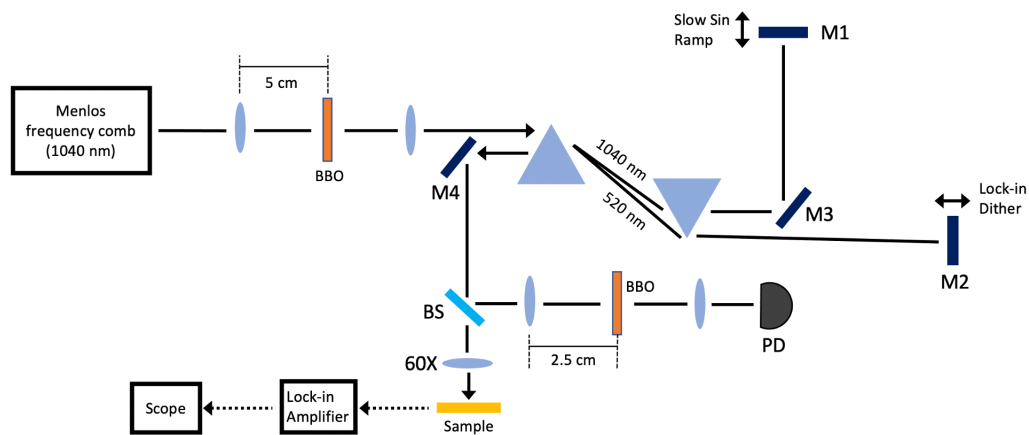 Slow Sin
Ramp
M1
5 cm
Menlos
frequency comb
(1040 nm)
BBO
M4
1040 nm
520 nm
M3
Lock-in
Dither
M2
BS
BBO
PD
2.5 cm
60X
Scope
Lock-in
Amplifier
Sample